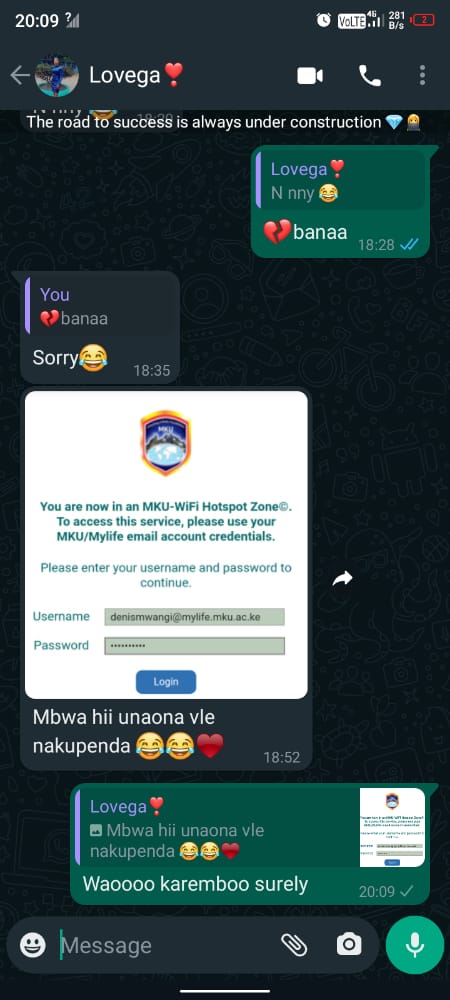 20:09
VoLTE 4G 281 B/s 2
Lovega❣️
N nny 😂 18:20
The road to success is always under construction 💎👷
Lovega❣️
N nny 😂
💔banaa
18:28
You
💔banaa
Sorry😂
18:35
MKU
You are now in an MKU-WiFi Hotspot Zone©.
To access this service, please use your
MKU/Mylife email account credentials.
Please enter your username and password to
continue.
Username denismwangi@mylife.mku.ac.ke
Password ••••••••••
Login
Mbwa hii unaona vle
nakupenda 😂😂❤️
18:52
Lovega❣️
Mbwa hii unaona vle
nakupenda 😂😂❤️
Waoooo karemboo surely
20:09
Message